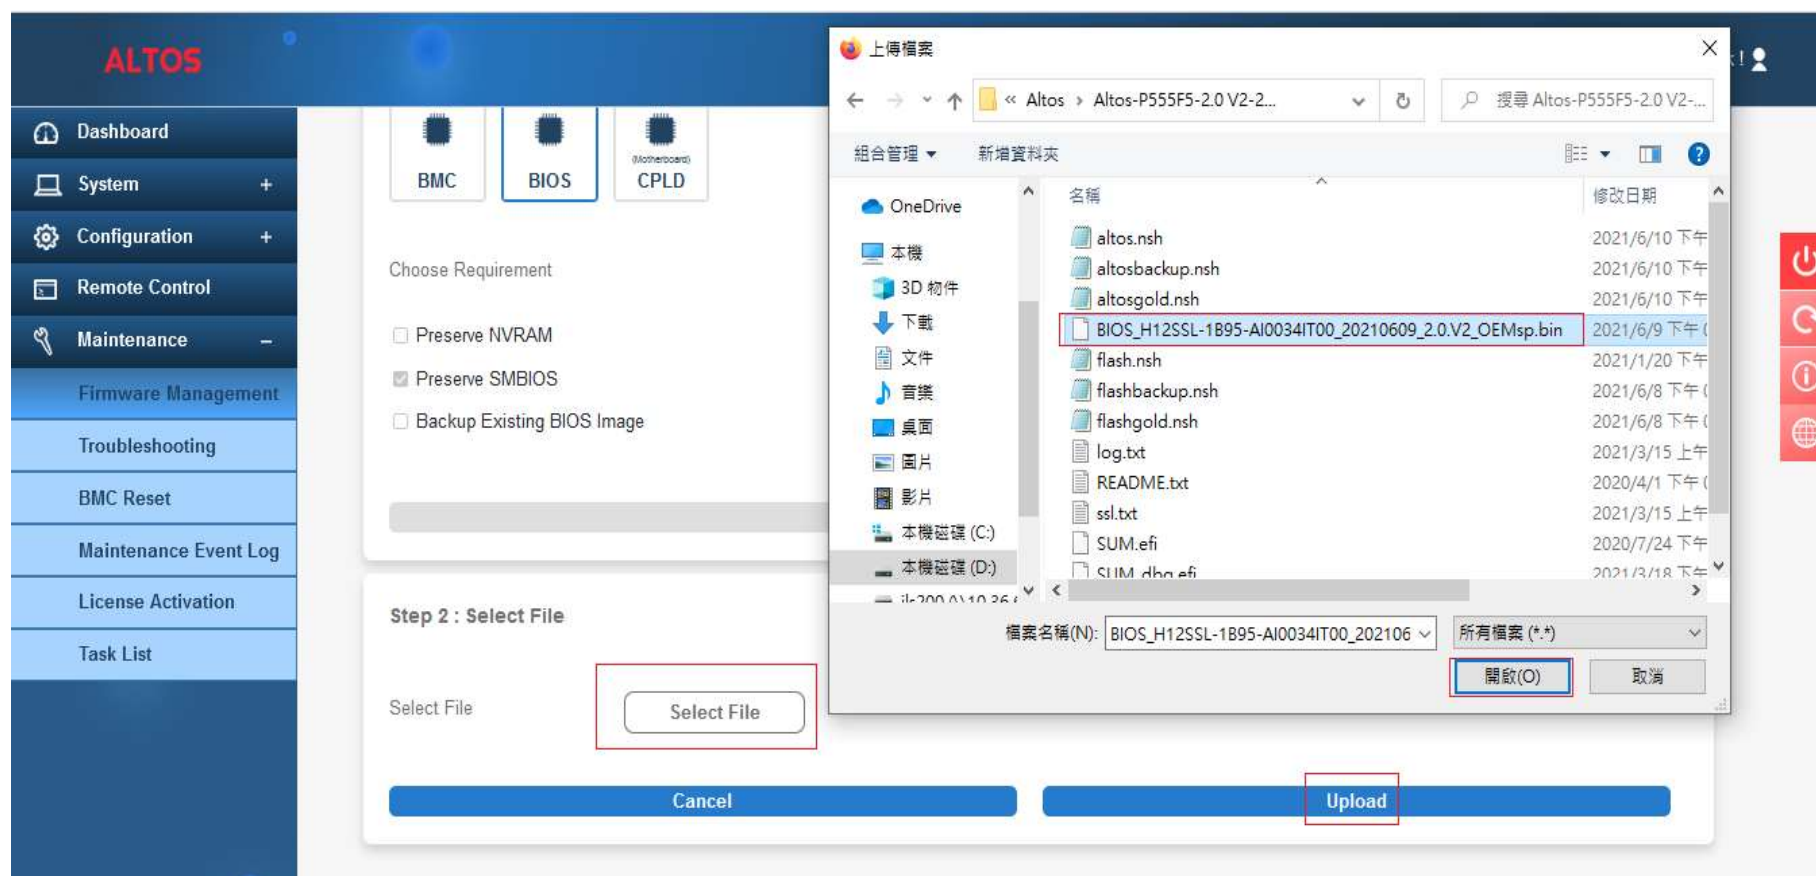 ALTOS
Dashboard
System +
Configuration +
Remote Control
Maintenance –
Firmware Management
Troubleshooting
BMC Reset
Maintenance Event Log
License Activation
Task List
BMC
BIOS
(Motherboard)
CPLD
Choose Requirement
Preserve NVRAM
Preserve SMBIOS
Backup Existing BIOS Image
Step 2 : Select File
Select File
Select File
Cancel
Upload
上傳檔案
« Altos › Altos-P555F5-2.0 V2-2...
搜尋 Altos-P555F5-2.0 V2-...
組合管理
新增資料夾
OneDrive
本機
3D 物件
下載
文件
音樂
桌面
圖片
影片
本機磁碟 (C:)
本機磁碟 (D:)
名稱 修改日期
altos.nsh 2021/6/10 下午
altosbackup.nsh 2021/6/10 下午
altosgold.nsh 2021/6/10 下午
BIOS_H12SSL-1B95-AI0034IT00_20210609_2.0.V2_OEMsp.bin 2021/6/9 下午
flash.nsh 2021/1/20 下午
flashbackup.nsh 2021/6/8 下午
flashgold.nsh 2021/6/8 下午
log.txt 2021/3/15 上午
README.txt 2020/4/1 下午
ssl.txt 2021/3/15 上午
SUM.efi 2020/7/24 下午
SUM_dbg.efi 2021/3/18 下午
檔案名稱(N): BIOS_H12SSL-1B95-AI0034IT00_202106 所有檔案 (*.*)
開啟(O) 取消